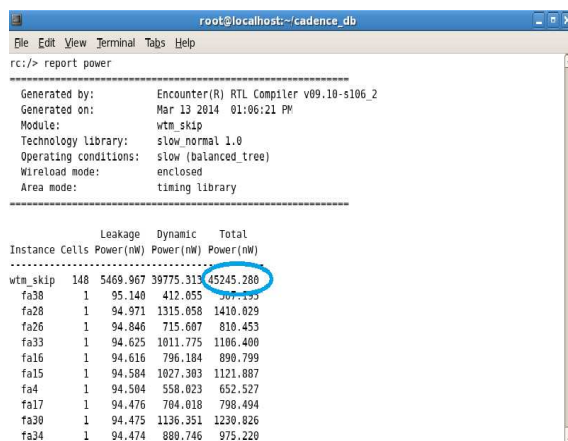 root@localhost:~/cadence_db
File Edit View Terminal Tabs Help
rc:/> report power
============================================================
Generated by: Encounter(R) RTL Compiler v09.10-s106_2
Generated on: Mar 13 2014 01:06:21 PM
Module: wtm_skip
Technology library: slow_normal 1.0
Operating conditions: slow (balanced_tree)
Wireload mode: enclosed
Area mode: timing library
============================================================
Leakage Dynamic Total
Instance Cells Power(nW) Power(nW) Power(nW)
---------------------------------------------
wtm_skip 148 5469.967 39775.313 45245.280
fa38 1 95.140 412.055 507.195
fa28 1 94.971 1315.058 1410.029
fa26 1 94.846 715.607 810.453
fa33 1 94.625 1011.775 1106.400
fa16 1 94.616 796.184 890.799
fa15 1 94.584 1027.303 1121.887
fa4 1 94.504 558.023 652.527
fa17 1 94.476 704.018 798.494
fa30 1 94.475 1136.351 1230.826
fa34 1 94.474 880.746 975.220